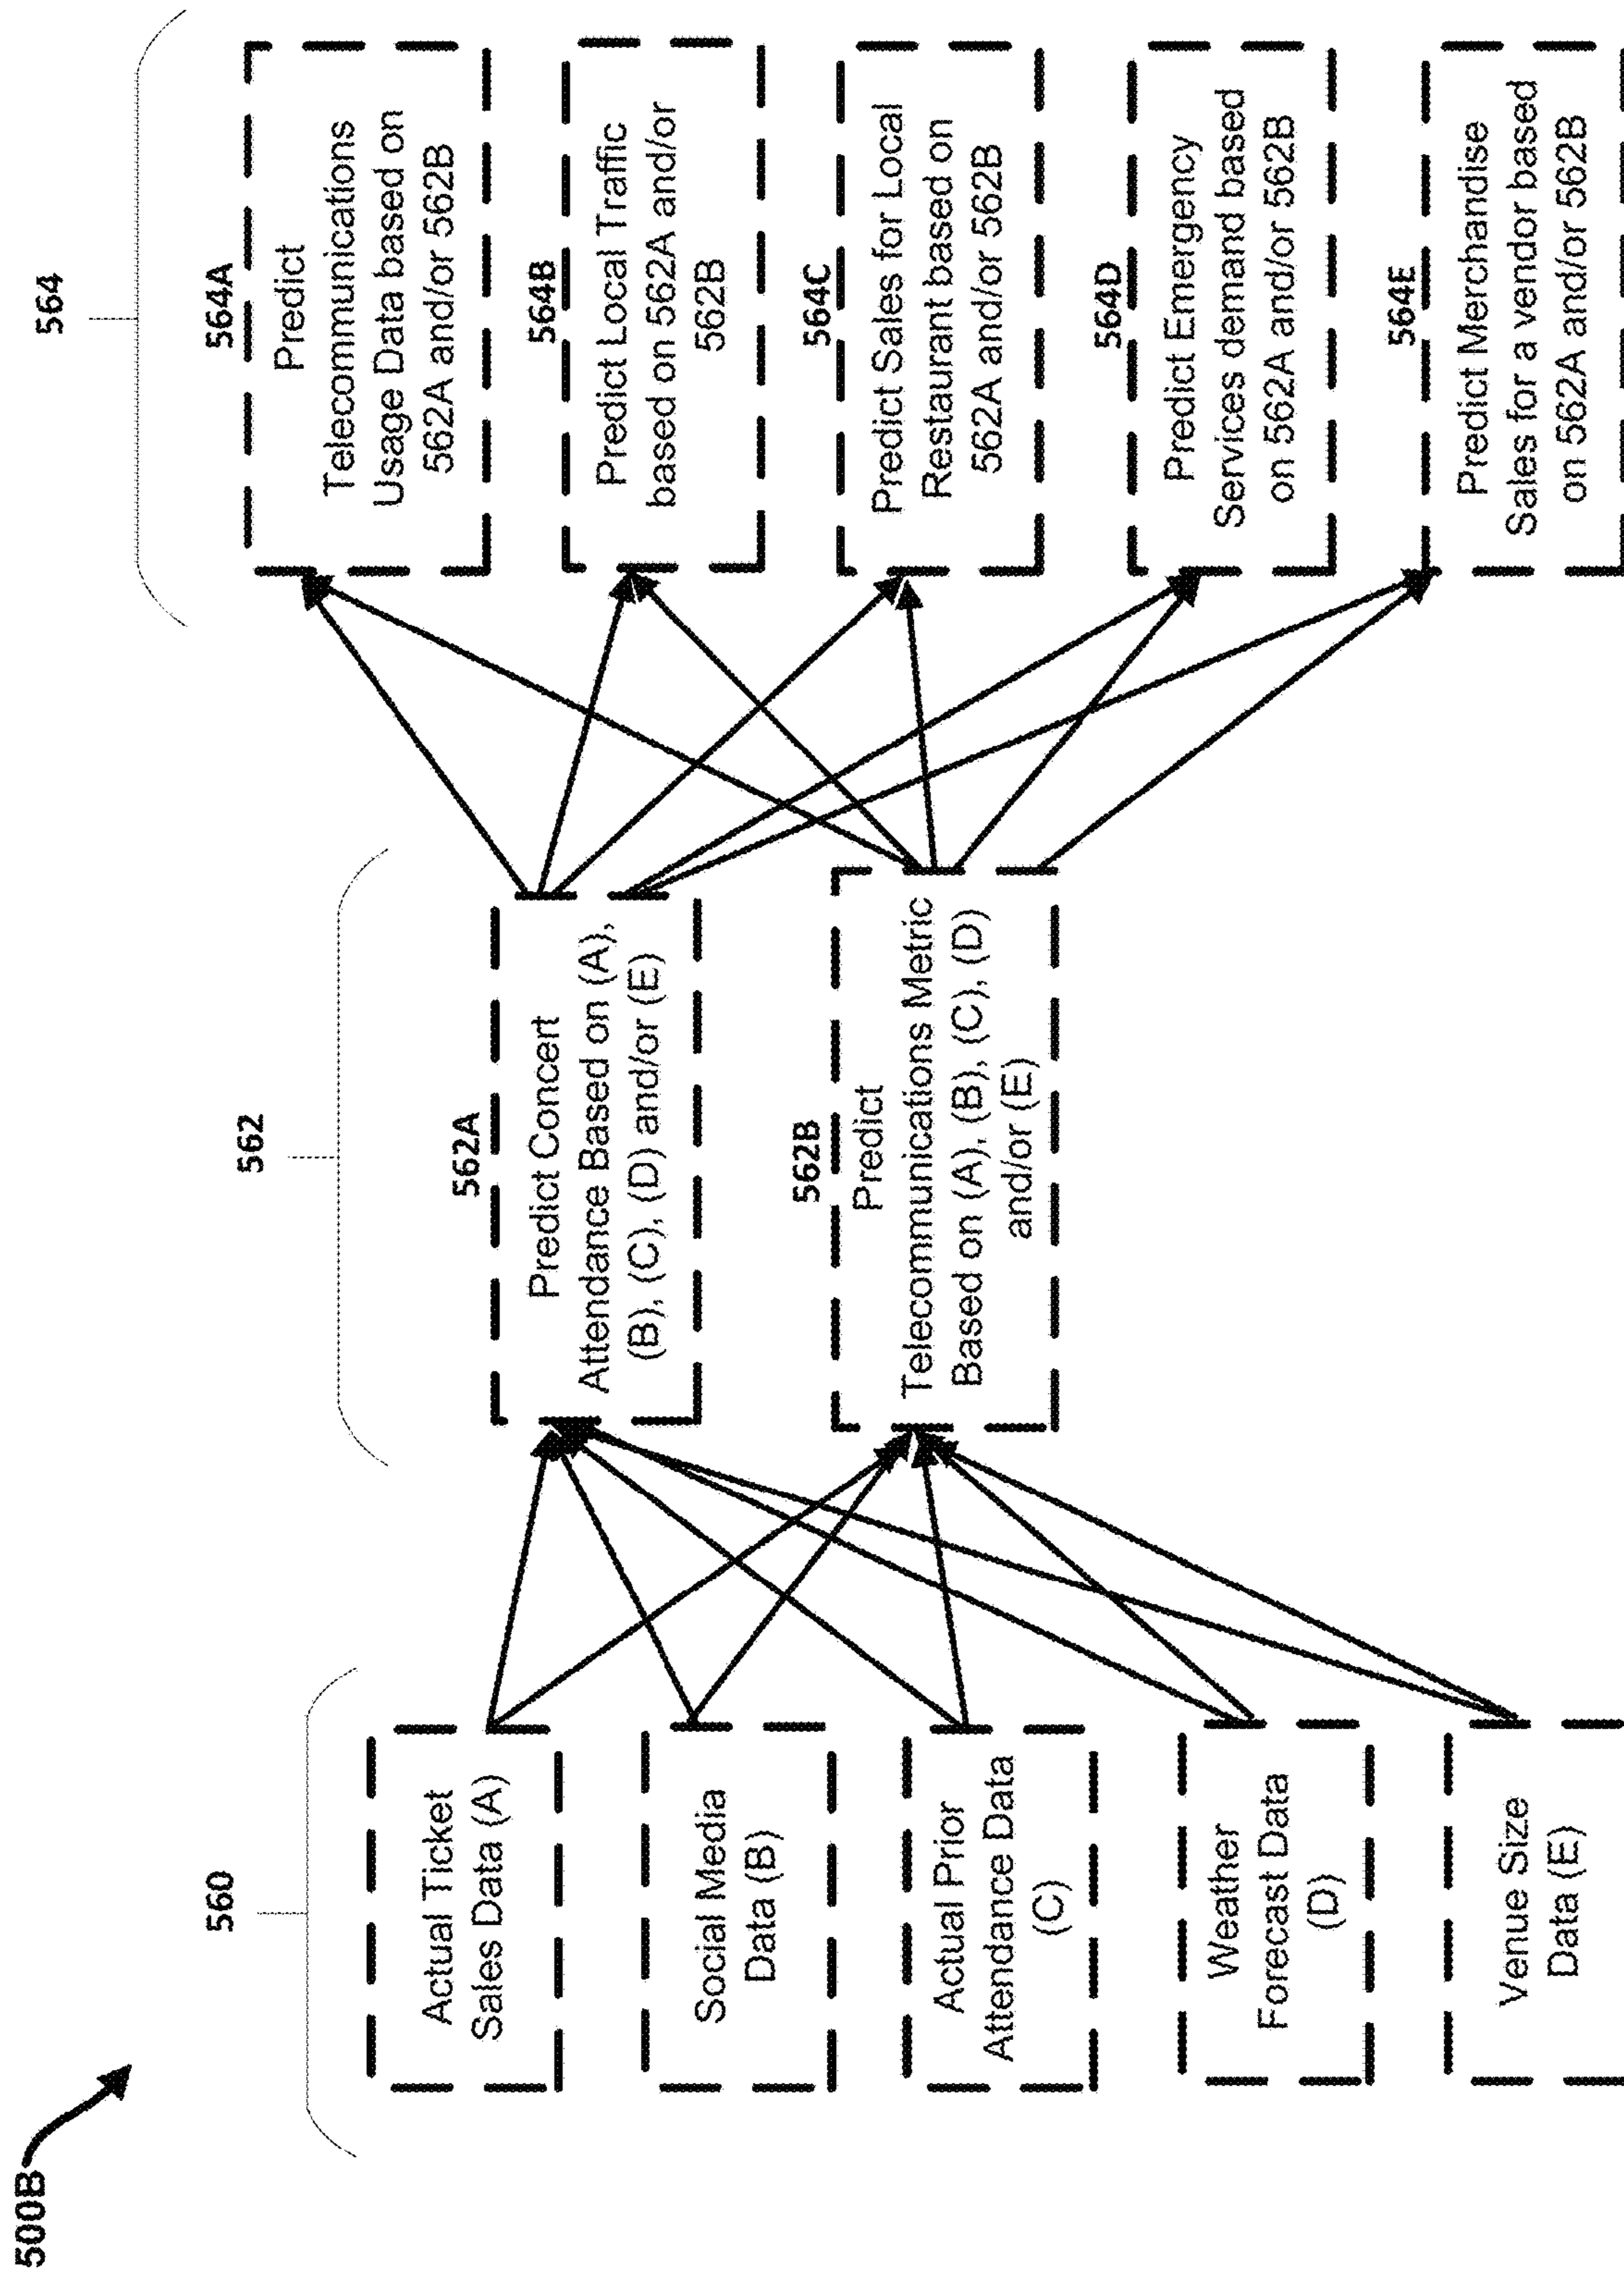 500B
560
Actual Ticket
Sales Data (A)
Social Media
Data (B)
Actual Prior
Attendance Data
(C)
Weather
Forecast Data
(D)
Venue Size
Data (E)
562
562A
Predict Concert
Attendance Based on (A),
(B), (C), (D) and/or (E)
562B
Predict
Telecommunications Metric
Based on (A), (B), (C), (D)
and/or (E)
564
564A
Predict
Telecommunications
Usage Data based on
562A and/or 562B
564B
Predict Local Traffic
based on 562A and/or
562B
564C
Predict Sales for Local
Restaurant based on
562A and/or 562B
564D
Predict Emergency
Services demand based
on 562A and/or 562B
564E
Predict Merchandise
Sales for a vendor based
on 562A and/or 562B